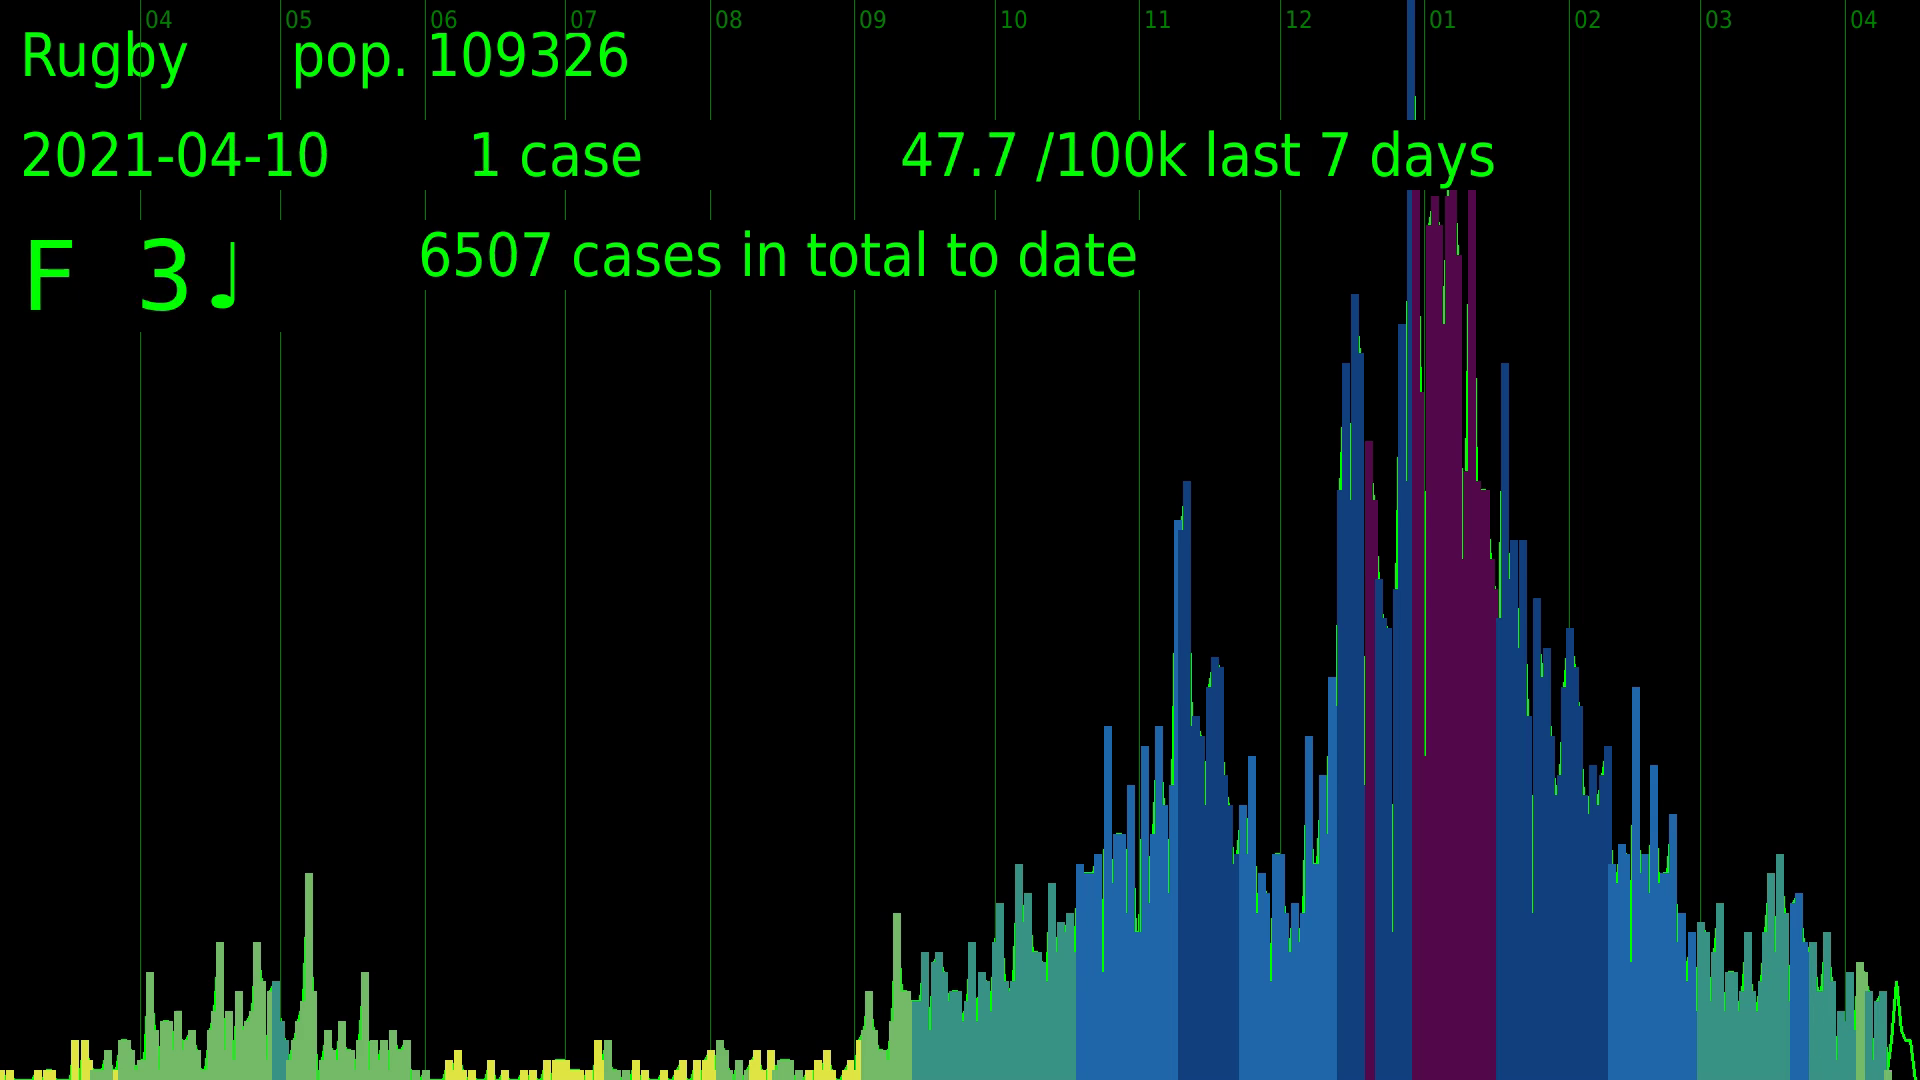 04 05 06 07 08 09 10 11 12 01 02 03 04
Rugby pop. 109326
2021-04-10 1 case 47.7 /100k last 7 days
F 3♩ 6507 cases in total to date